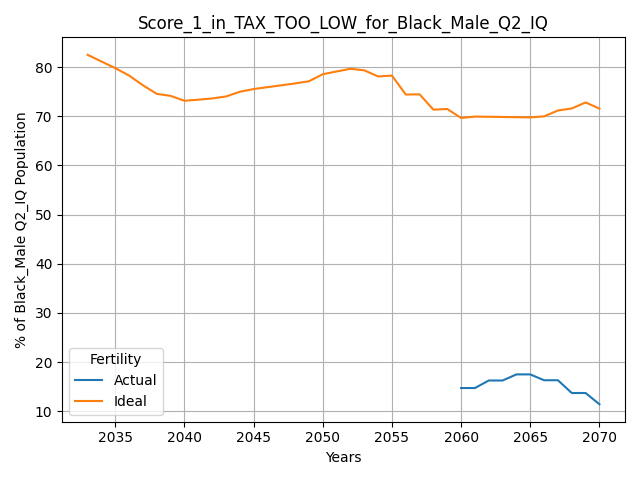 Score_1_in_TAX_TOO_LOW_for_Black_Male_Q2_IQ
% of Black_Male Q2_IQ Population
80
70
60
50
40
30
20
10
Fertility
Actual
Ideal
2035 2040 2045 2050 2055 2060 2065 2070
Years